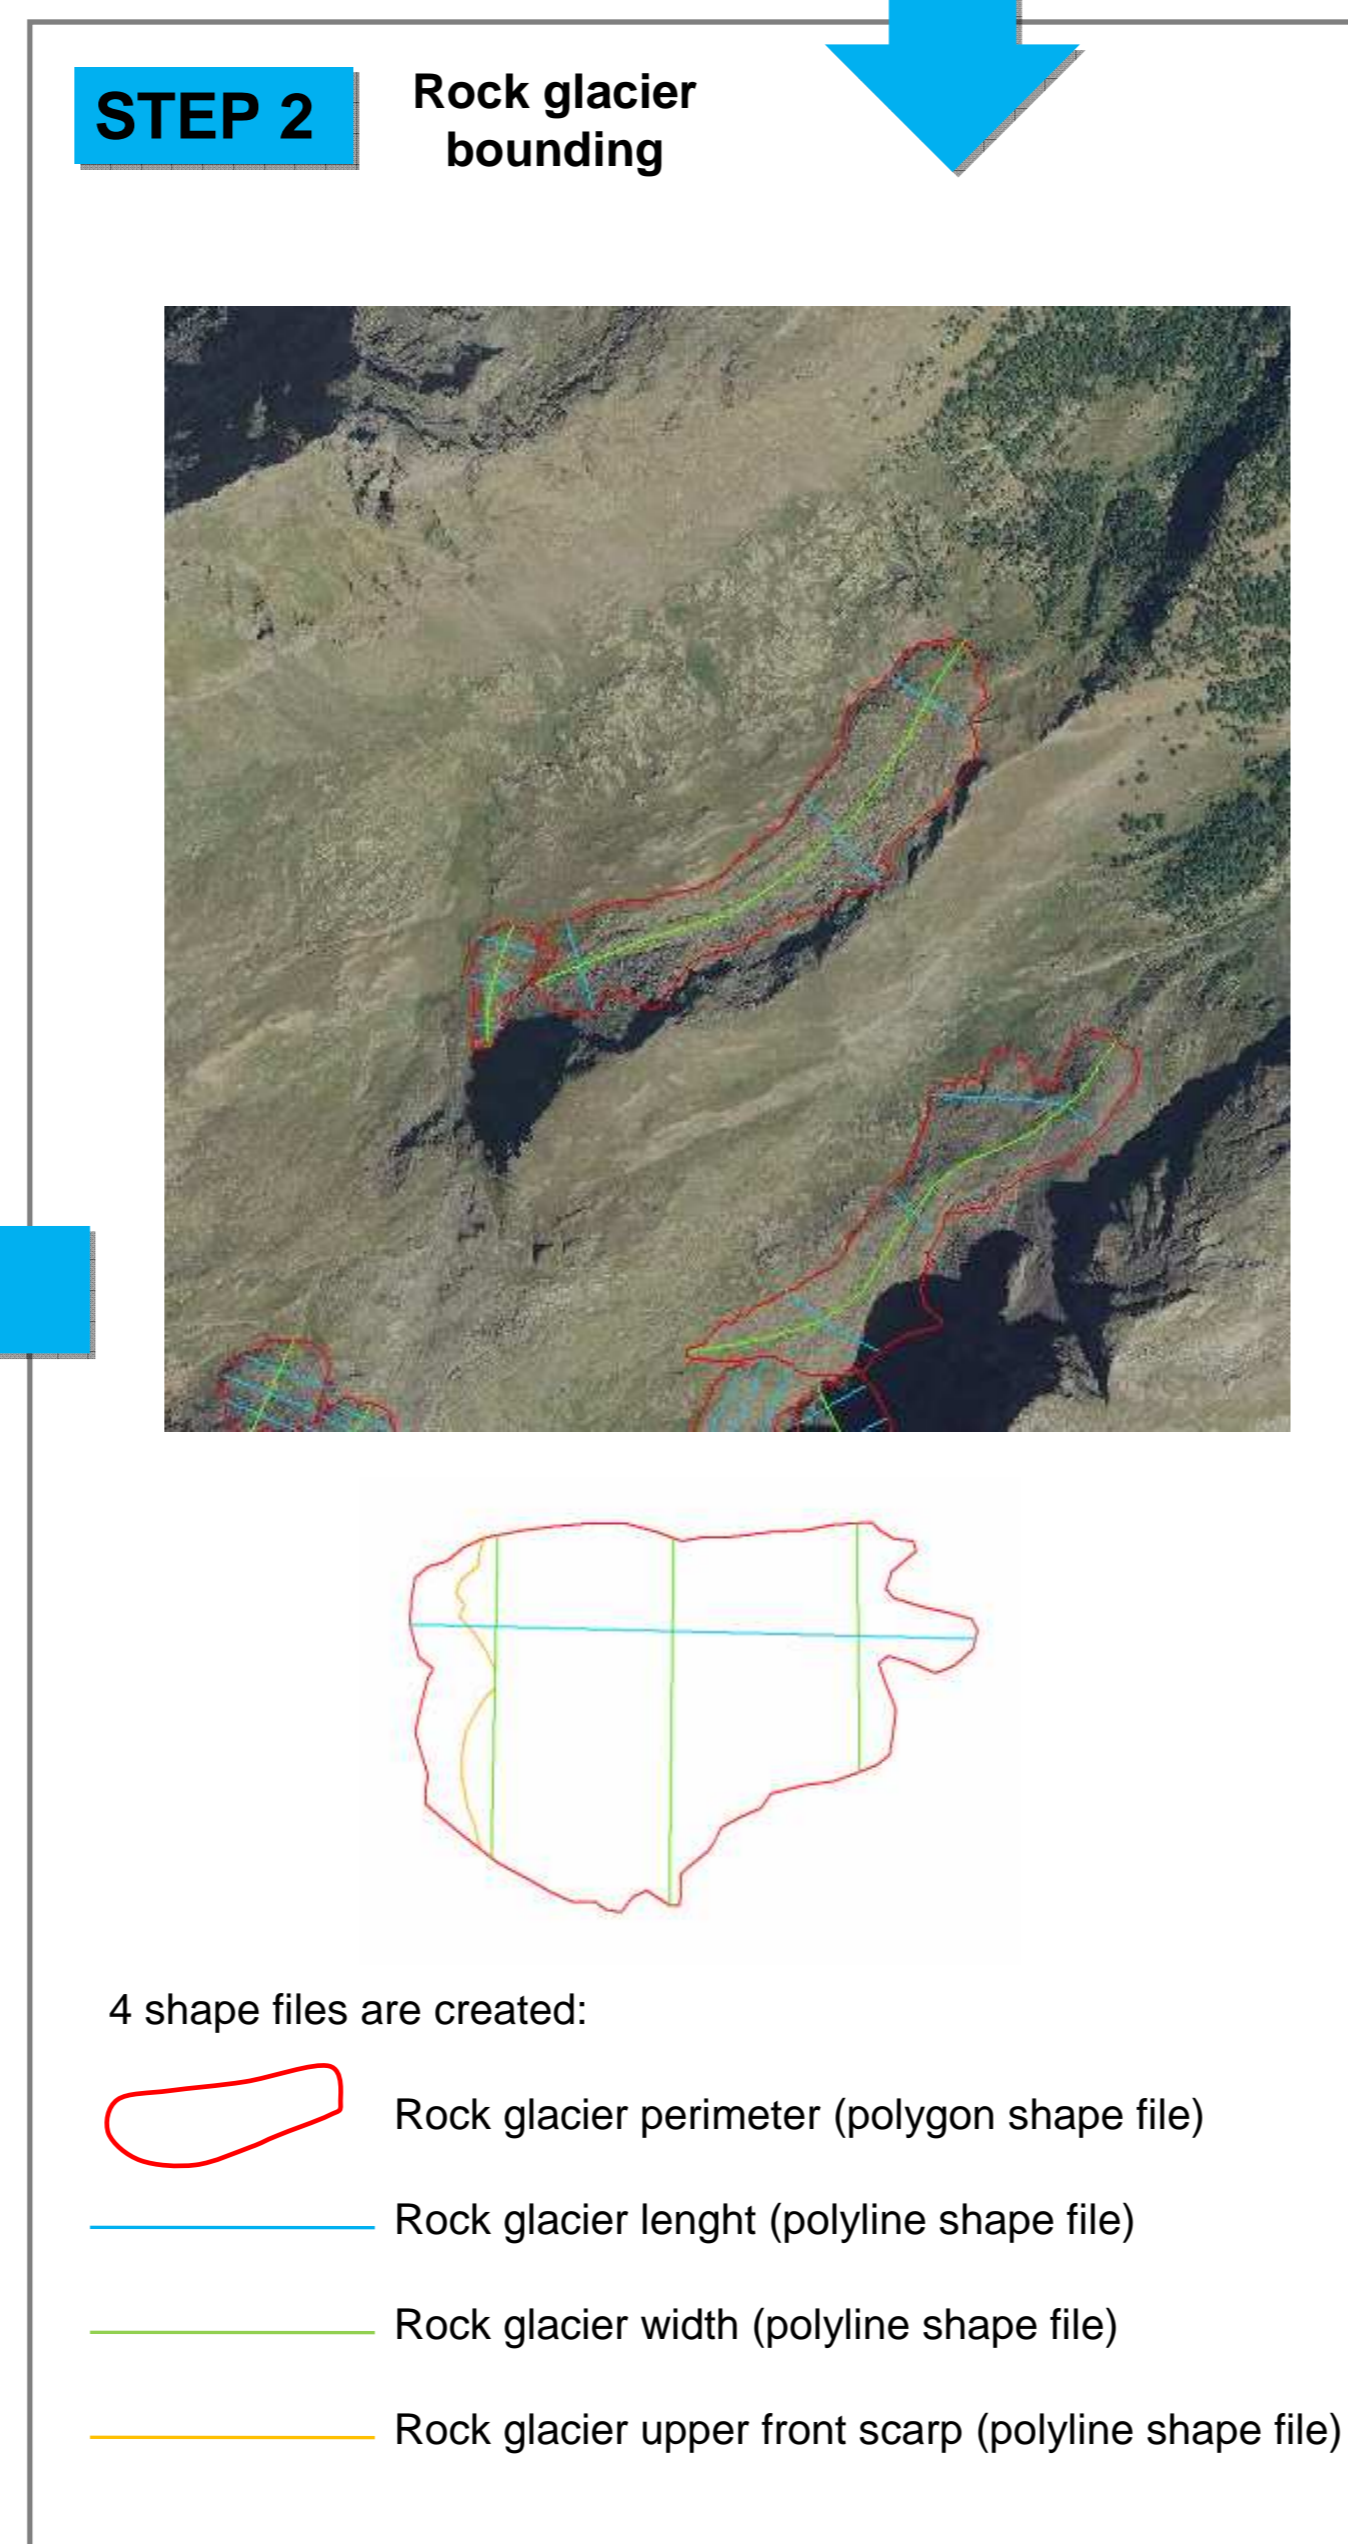 STEP 2
Rock glacier
bounding
4 shape files are created:
Rock glacier perimeter (polygon shape file)
Rock glacier lenght (polyline shape file)
Rock glacier width (polyline shape file)
Rock glacier upper front scarp (polyline shape file)